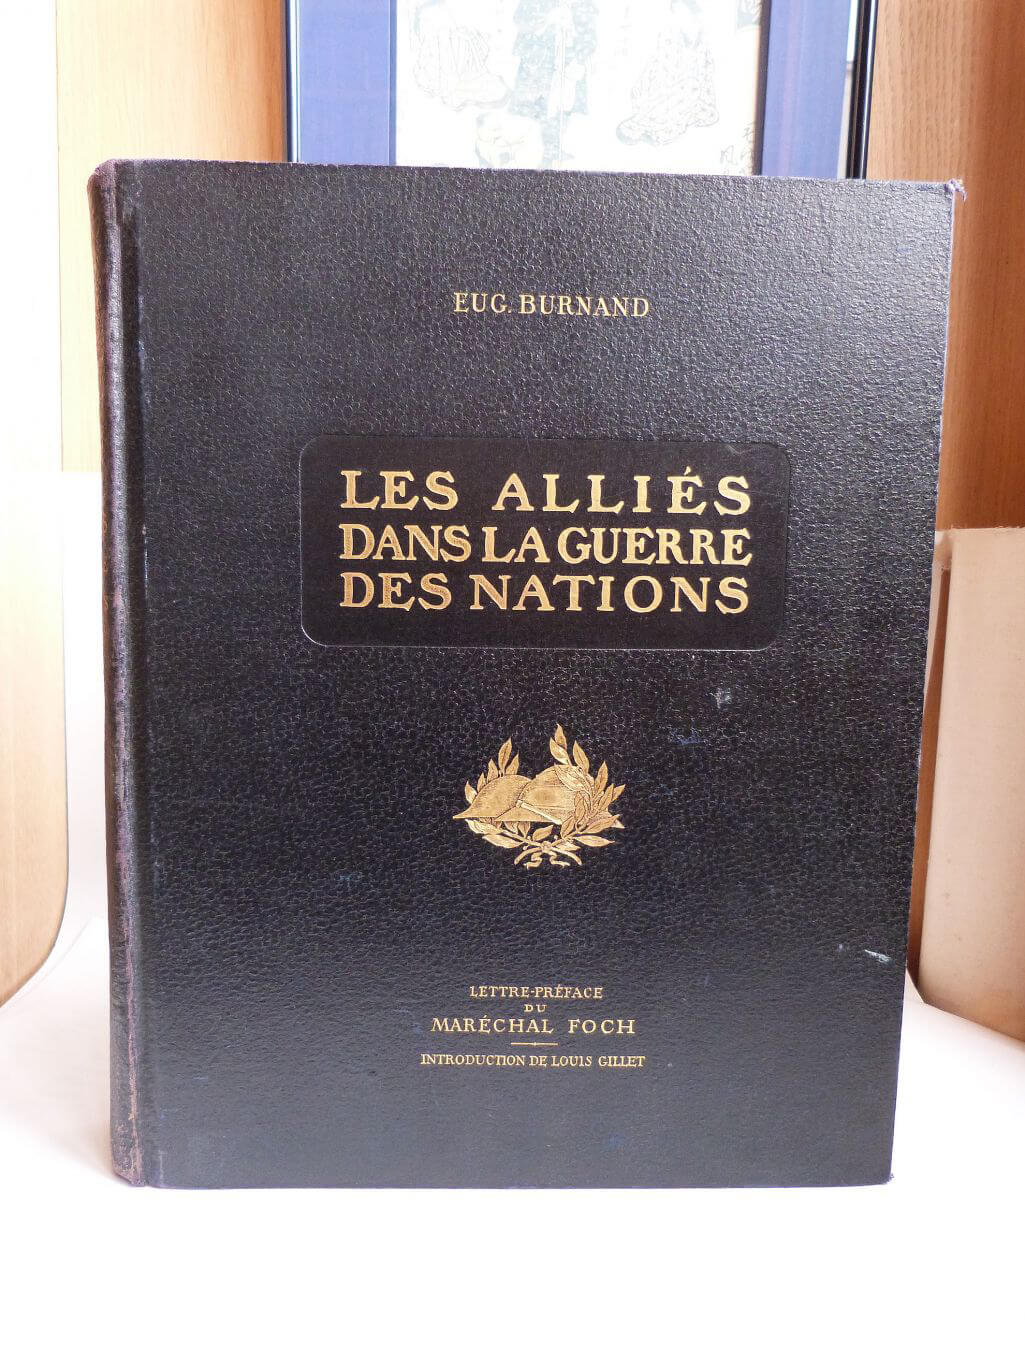 EUG. BURNAND
LES ALLIÉS
DANS LA GUERRE
DES NATIONS
LETTRE-PRÉFACE
DU
MARÉCHAL FOCH
INTRODUCTION DE LOUIS GILLET